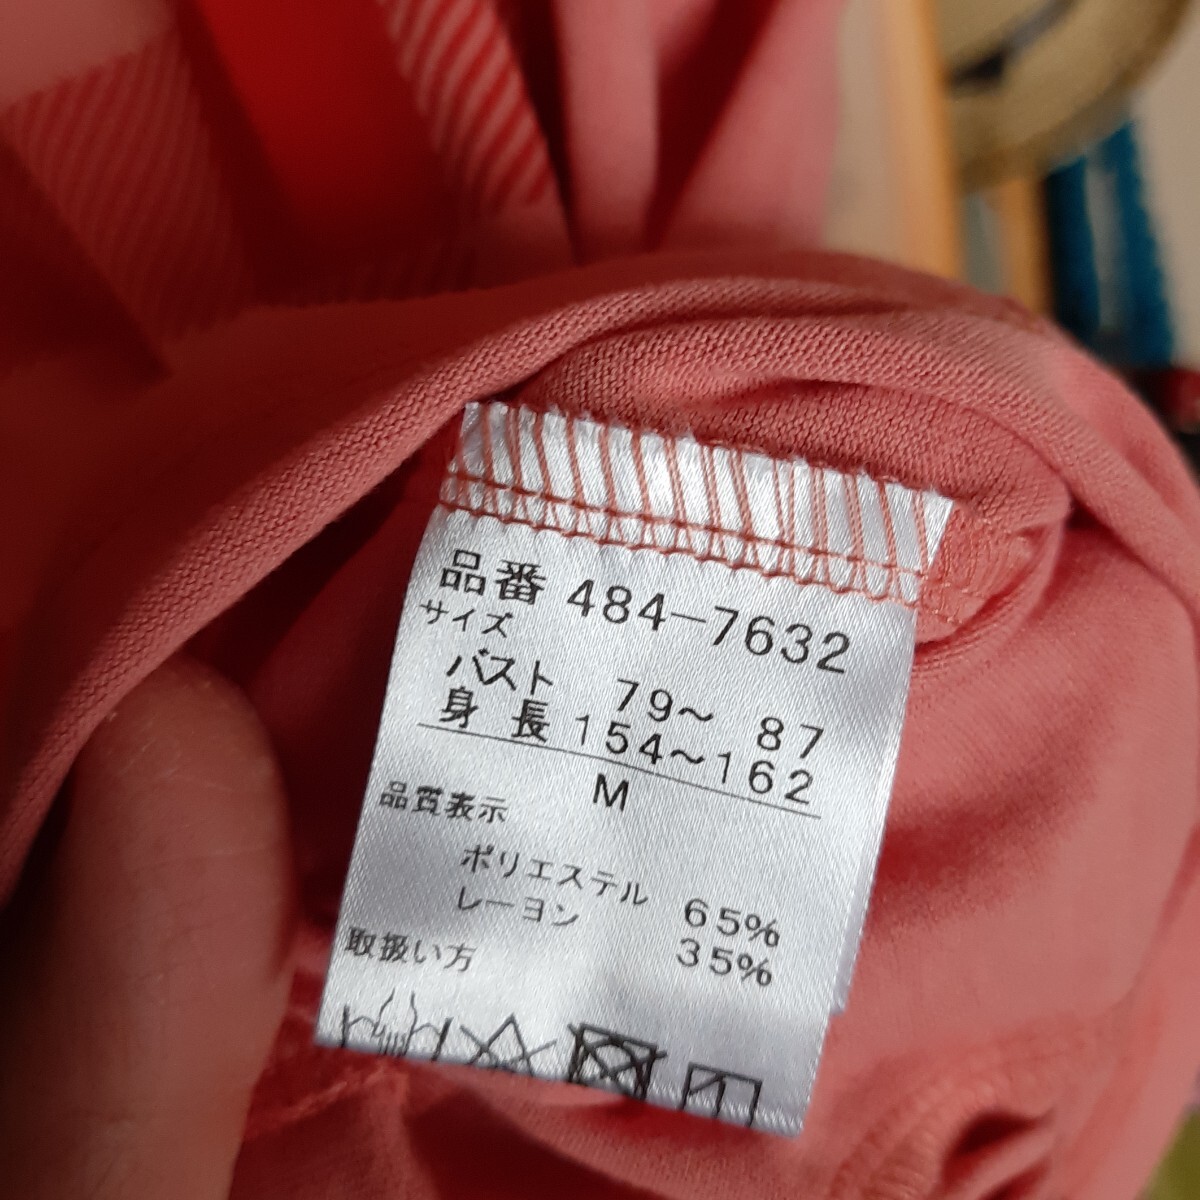 品番 484-7632
サイズ
バスト 79〜 87
身 長 154〜162
M
品質表示
ポリエステル 65%
レーヨン 35%
取扱い方